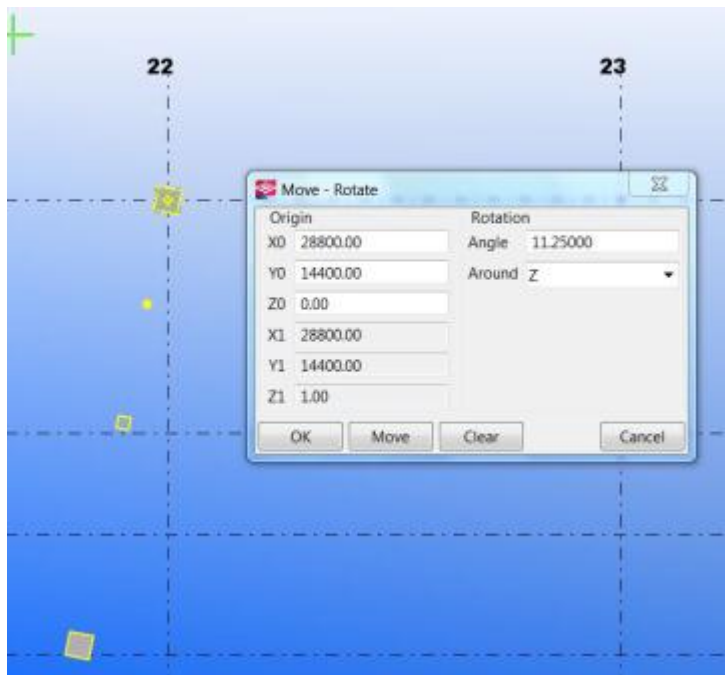 22
23
Move - Rotate
Origin Rotation
X0 28800.00 Angle 11.25000
Y0 14400.00 Around Z
Z0 0.00
X1 28800.00
Y1 14400.00
Z1 1.00
OK Move Clear Cancel